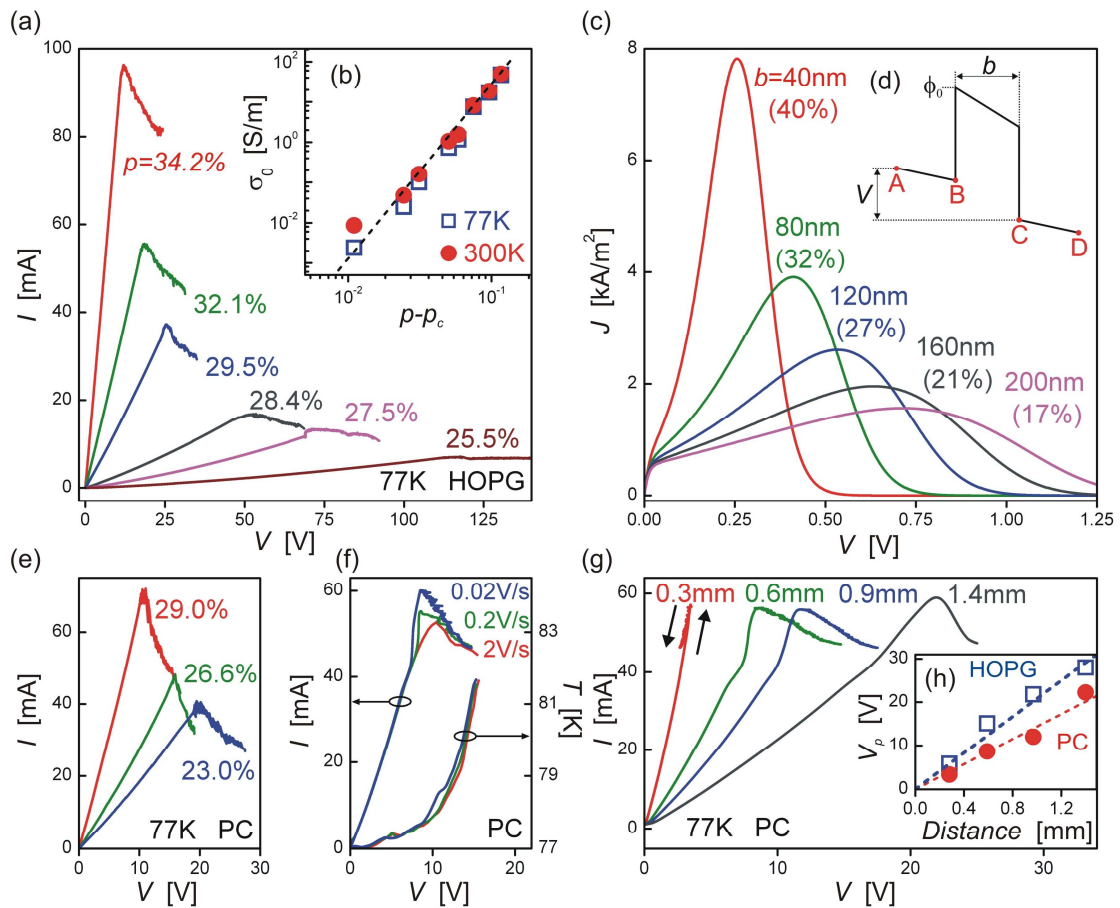 (a)
100
80
60
40
20
0
I [mA]
0 25 50 75 100 125
V [V]
p=34.2%
32.1%
29.5%
28.4%
27.5%
25.5%
77K HOPG
(b)
10²
10⁰
10⁻²
σ₀ [S/m]
10⁻² 10⁻¹
p-p_c
77K
300K
(c)
8
6
4
2
0
J [kA/m²]
0.00 0.25 0.50 0.75 1.00 1.25
V [V]
b=40nm
(40%)
80nm
(32%)
120nm
(27%)
160nm
(21%)
200nm
(17%)
(d)
b
ϕ₀
V
A
B
C
D
(e)
60
40
20
0
I [mA]
0 10 20 30
V [V]
29.0%
26.6%
23.0%
77K PC
(f)
60
40
20
0
I [mA]
0 10 20
V [V]
83
81
79
77
T [K]
0.02V/s
0.2V/s
2V/s
PC
(g)
60
40
20
0
I [mA]
0 10 20 30
V [V]
0.3mm
0.6mm
0.9mm
1.4mm
77K PC
(h)
30
20
10
0
V_p [V]
0.0 0.4 0.8 1.2
Distance [mm]
HOPG
PC